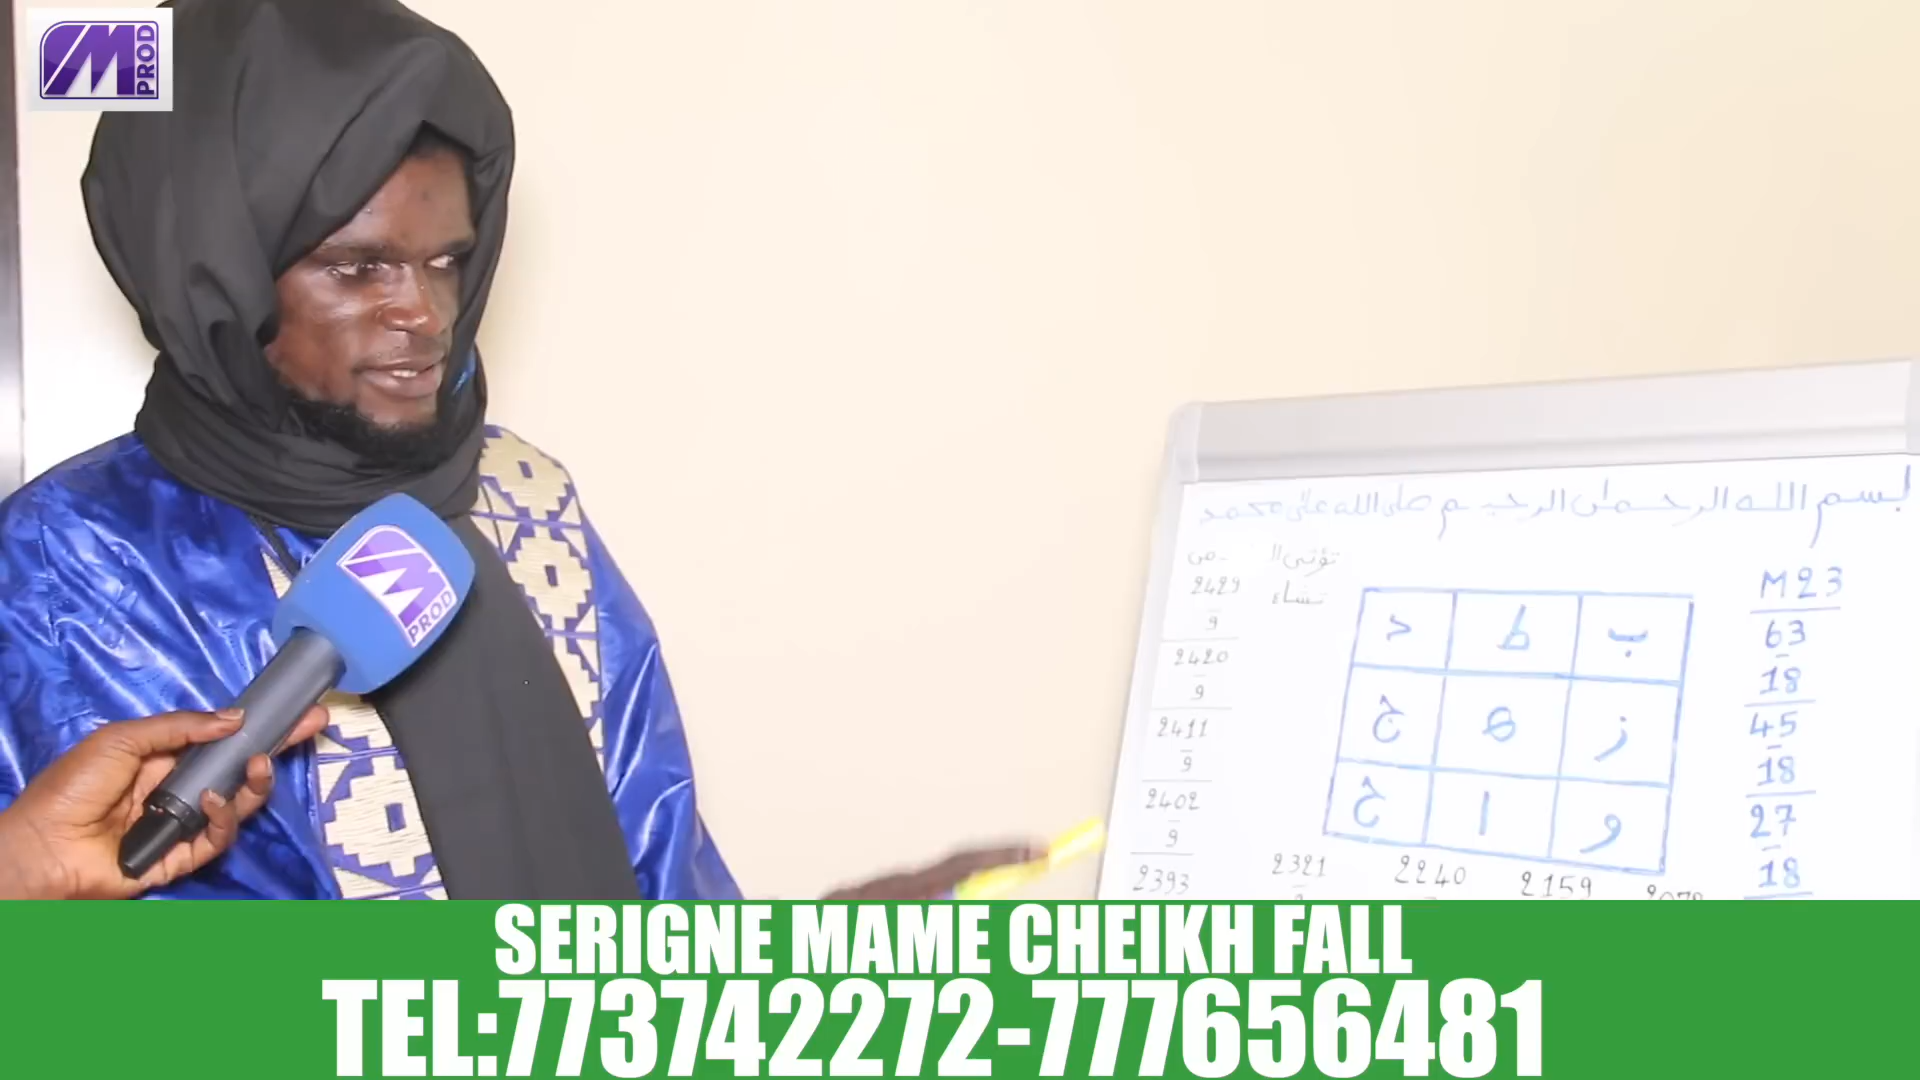 M PROD
M PROD
بسم الله الرحمن الرحيم صلى الله على محمد
تؤتي
تشاء
2429
9
2420
9
2411
9
2402
9
2393
د ط ب
ج ه ز
ح ا و
2321
2240
2159
M23
63
18
45
18
27
18
SERIGNE MAME CHEIKH FALL
TEL:773742272-777656481